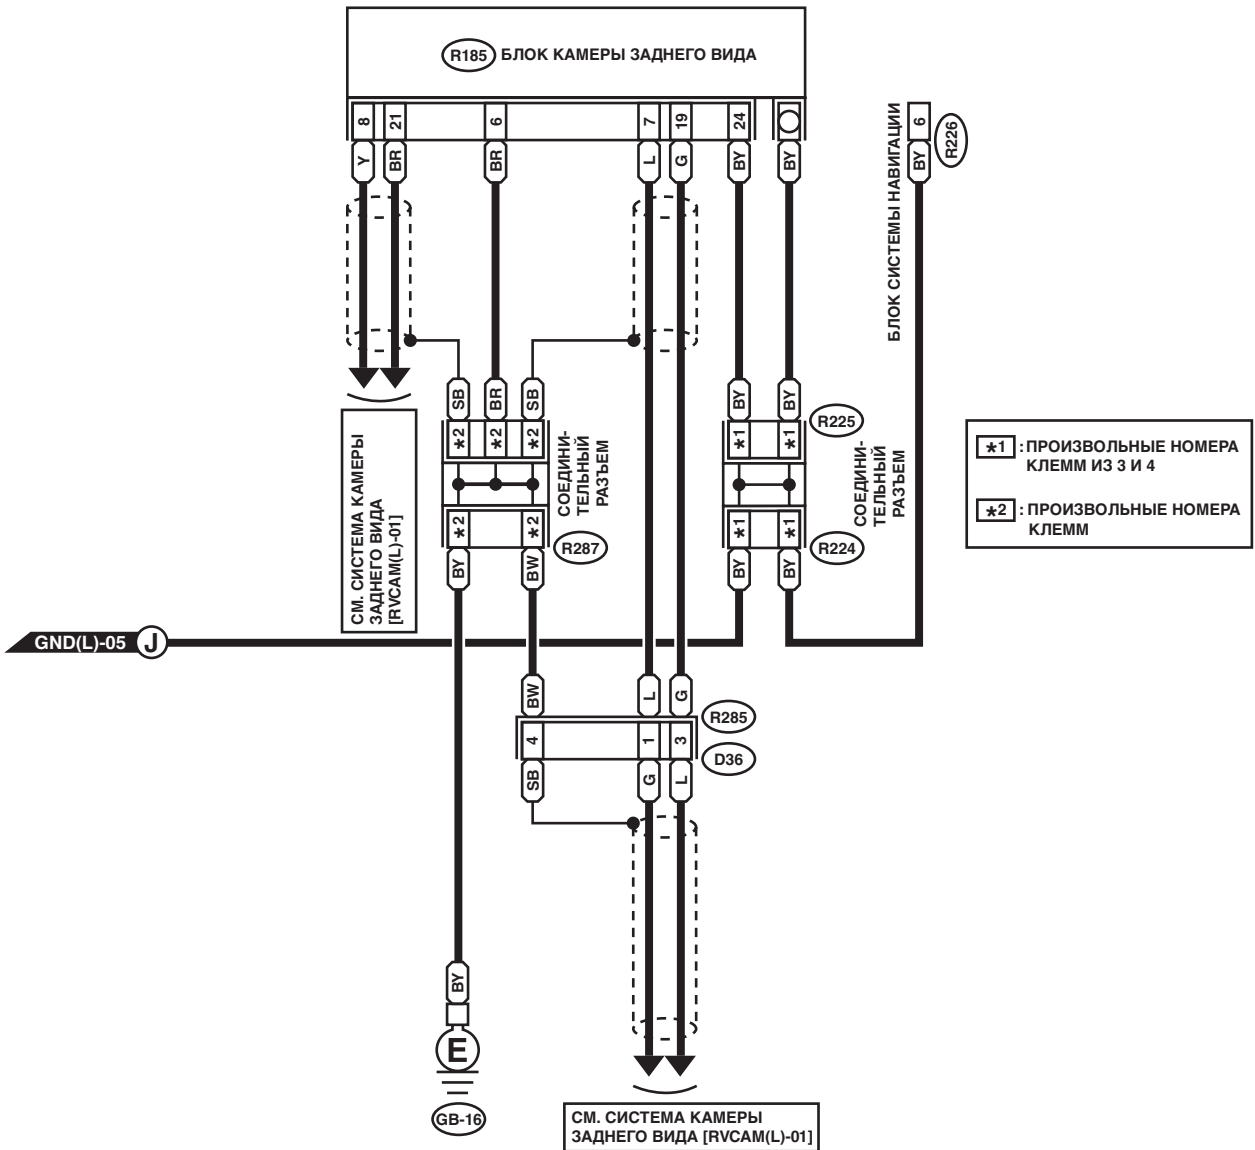 R185 БЛОК КАМЕРЫ ЗАДНЕГО ВИДА
8 21 6 7 19 24
Y BR BR L G BY BY
БЛОК СИСТЕМЫ НАВИГАЦИИ
6
BY
R226
SB BR SB
*2 *2 *2
СОЕДИНИ-
ТЕЛЬНЫЙ
РАЗЪЕМ
*2 *2
R287
BY BW
BY BY
R225
*1 *1
СОЕДИНИ-
ТЕЛЬНЫЙ
РАЗЪЕМ
*1 *1
R224
BY BY
*1 : ПРОИЗВОЛЬНЫЕ НОМЕРА
КЛЕММ ИЗ 3 И 4
*2 : ПРОИЗВОЛЬНЫЕ НОМЕРА
КЛЕММ
СМ. СИСТЕМА КАМЕРЫ
ЗАДНЕГО ВИДА
[RVCAM(L)-01]
GND(L)-05 J
BW L G
R285
4 1 3
D36
SB G L
BY
E
GB-16
СМ. СИСТЕМА КАМЕРЫ
ЗАДНЕГО ВИДА [RVCAM(L)-01]